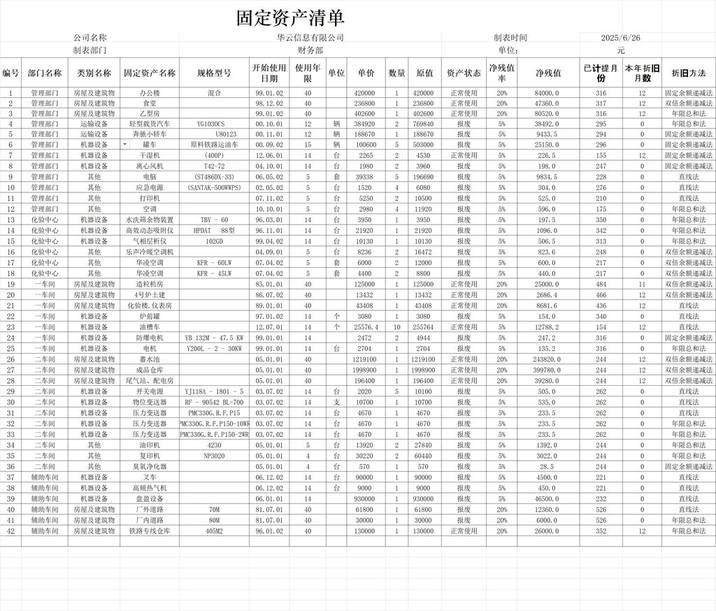 固定资产清单
公司名称 华云信息有限公司 制表时间 2025/6/26
制表部门 财务部 单位： 元
编号 部门名称 类别名称 固定资产名称 规格型号 开始使用日期 使用年限 单位 单价 数量 原值 资产状态 净残值率 净残值 已计提月份 本年折旧月数 折旧方法
1 管理部门 房屋及建筑物 办公楼 混合 99.01.02 40 420000 1 420000 正常使用 20% 84000.0 316 12 固定余额递减法
2 管理部门 房屋及建筑物 食堂 98.12.02 40 236800 1 236800 正常使用 20% 47360.0 317 12 双倍余额递减法
3 管理部门 房屋及建筑物 乙型房 99.01.02 40 402600 1 402600 正常使用 20% 80520.0 316 12 年限总和法
4 管理部门 运输设备 轻型载货汽车 YG1030CS 00.10.01 12 辆 384920 2 769840 报废 5% 38492.0 295 0 年限总和法
5 管理部门 运输设备 奔驰小轿车 U80123 00.11.01 12 辆 188670 1 188670 报废 5% 9433.5 294 0 固定余额递减法
6 管理部门 机器设备 罐车 原料铁路运油车 00.09.02 15 辆 100600 5 503000 报废 5% 25150.0 296 0 固定余额递减法
7 管理部门 机器设备 干湿机 (400P) 12.06.01 14 台 2265 2 4530 正常使用 5% 226.5 155 12 固定余额递减法
8 管理部门 机器设备 离心风机 T42-72 04.10.01 14 台 1980 2 3960 报废 5% 198.0 247 0 固定余额递减法
9 管理部门 其他 电脑 (ST486DX-33) 06.05.02 5 套 39338 5 196690 报废 5% 9834.5 228 0 直线法
10 管理部门 其他 应急电源 (SANTAK-500WWPS) 02.05.02 5 台 1520 4 6080 报废 5% 304.0 276 0 直线法
11 管理部门 其他 打印机 07.11.02 5 台 5250 2 10500 报废 5% 525.0 210 0 直线法
12 管理部门 其他 空调 10.10.01 5 台 2980 4 11920 报废 5% 596.0 175 0 年限总和法
13 化验中心 机器设备 水洗筛余物装置 TBV - 60 96.03.01 14 台 3950 1 3950 报废 5% 197.5 350 0 年限总和法
14 化验中心 机器设备 高效动态吸附仪 HPDAT 88型 96.11.01 14 台 21920 1 21920 报废 5% 1096.0 342 0 年限总和法
15 化验中心 机器设备 气相层析仪 102GD 99.04.02 14 台 10130 1 10130 报废 5% 506.5 313 0 年限总和法
16 化验中心 其他 乐声冷暖空调机 04.09.01 5 台 8236 2 16472 报废 5% 823.6 248 0 双倍余额递减法
17 化验中心 其他 华凌空调 KFR - 60LW 07.04.02 5 套 6000 2 12000 报废 5% 600.0 217 0 双倍余额递减法
18 化验中心 其他 华凌空调 KFR - 45LW 07.04.02 5 套 4400 2 8800 报废 5% 440.0 217 0 双倍余额递减法
19 一车间 房屋及建筑物 造粒机房 85.01.01 40 125000 1 125000 正常使用 20% 25000.0 484 11 双倍余额递减法
20 一车间 房屋及建筑物 4号炉土建 86.07.02 40 13432 1 13432 正常使用 20% 2686.4 466 12 双倍余额递减法
21 一车间 房屋及建筑物 化验楼,仪表房 89.01.01 40 43408 1 43408 正常使用 20% 8681.6 436 12 直线法
22 一车间 机器设备 炉前罐 97.01.02 14 个 3080 1 3080 报废 5% 154.0 340 0 直线法
23 一车间 机器设备 油槽车 12.07.01 14 个 25576.4 10 255764 正常使用 5% 12788.2 154 12 直线法
24 一车间 机器设备 防爆电机 YB 132M - 47.5 KW 99.01.01 14 2472 2 4944 报废 5% 247.2 316 0 固定余额递减法
25 一车间 机器设备 电机 Y200L - 2 - 30KW 99.01.02 14 台 2704 1 2704 报废 5% 135.2 316 0 年限总和法
26 二车间 房屋及建筑物 蓄水池 05.01.01 40 1219100 1 1219100 正常使用 20% 243820.0 244 12 双倍余额递减法
27 二车间 房屋及建筑物 成品仓库 05.01.01 40 1998900 1 1998900 正常使用 20% 399780.0 244 12 双倍余额递减法
28 二车间 房屋及建筑物 尾气站、配电房 05.01.01 40 196400 1 196400 正常使用 20% 39280.0 244 12 双倍余额递减法
29 二车间 机器设备 开关电源 YJ118A - 1801 - 5 03.07.02 14 台 2020 5 10100 报废 5% 505.0 262 0 直线法
30 二车间 机器设备 物位变送器 RF - 90542 BL=700 03.07.02 14 支 10700 1 10700 报废 5% 535.0 262 0 直线法
31 二车间 机器设备 压力变送器 PMC330G.R.F.P15 03.07.02 14 台 4670 1 4670 报废 5% 233.5 262 0 直线法
32 二车间 机器设备 压力变送器 PMC330G.R.F.P150-10WR 03.07.02 14 台 4670 1 4670 报废 5% 233.5 262 0 年限总和法
33 二车间 机器设备 压力变送器 PMC330G.R.F.P150-2WR 03.07.02 14 台 4670 1 4670 报废 5% 233.5 262 0 年限总和法
34 二车间 其他 油印机 4230 05.01.01 5 台 13920 2 27840 报废 5% 1392.0 244 0 年限总和法
35 二车间 其他 复印机 NP3020 05.01.01 4 台 30220 2 60440 报废 5% 3022.0 244 0 年限总和法
36 二车间 其他 臭氧净化器 05.01.01 4 台 570 1 570 报废 5% 28.5 244 0 固定余额递减法
37 辅助车间 机器设备 叉车 06.12.02 14 台 90000 1 90000 报废 5% 4500.0 221 0 直线法
38 辅助车间 机器设备 高频热气机 06.12.02 14 台 9000 1 9000 报废 5% 450.0 221 0 直线法
39 辅助车间 机器设备 盘盈设备 06.01.01 14 930000 1 930000 报废 5% 46500.0 232 0 直线法
40 辅助车间 房屋及建筑物 厂外道路 70M 81.07.01 40 61800 1 61800 报废 20% 12360.0 526 0 直线法
41 辅助车间 房屋及建筑物 厂内道路 80M 81.07.01 30 30000 1 30000 报废 20% 6000.0 526 0 年限总和法
42 辅助车间 房屋及建筑物 铁路专线仓库 405M2 96.01.02 40 130000 1 130000 正常使用 20% 26000.0 352 12 年限总和法